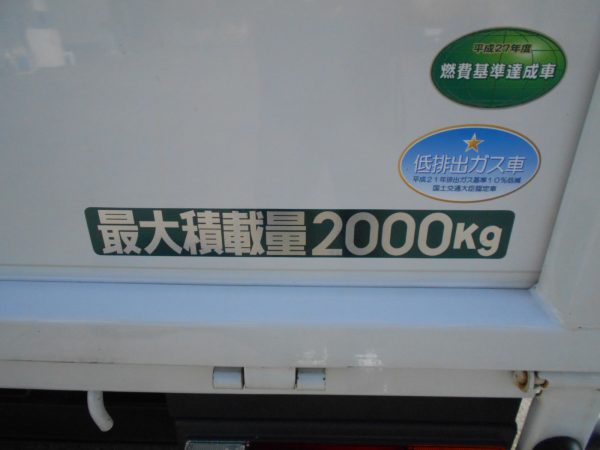 平成27年度
燃費基準達成車
低排出ガス車
平成21年排出ガス基準10%低減
国土交通大臣認定車
最大積載量2000Kg